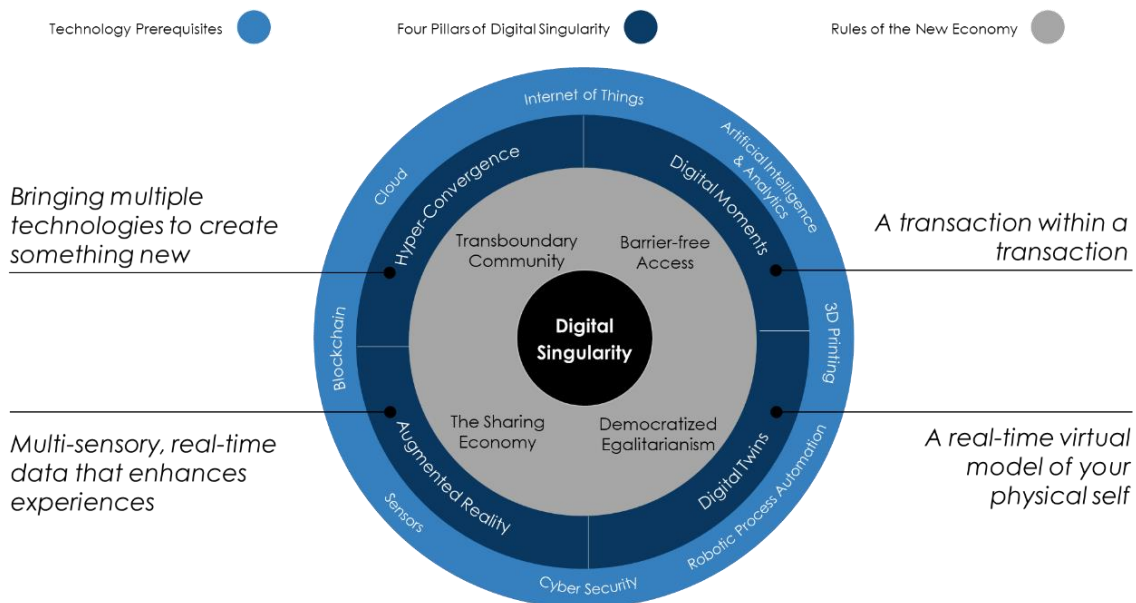 Technology Prerequisites
Four Pillars of Digital Singularity
Rules of the New Economy
Internet of Things
Artificial Intelligence
& Analytics
Cloud
Hyper-Convergence
Digital Moments
Bringing multiple
technologies to create
something new
Transboundary
Community
Barrier-free
Access
A transaction within a
transaction
Blockchain
Digital
Singularity
3D Printing
Multi-sensory, real-time
data that enhances
experiences
The Sharing
Economy
Democratized
Egalitarianism
A real-time virtual
model of your
physical self
Augmented Reality
Digital Twins
Sensors
Robotic Process Automation
Cyber Security